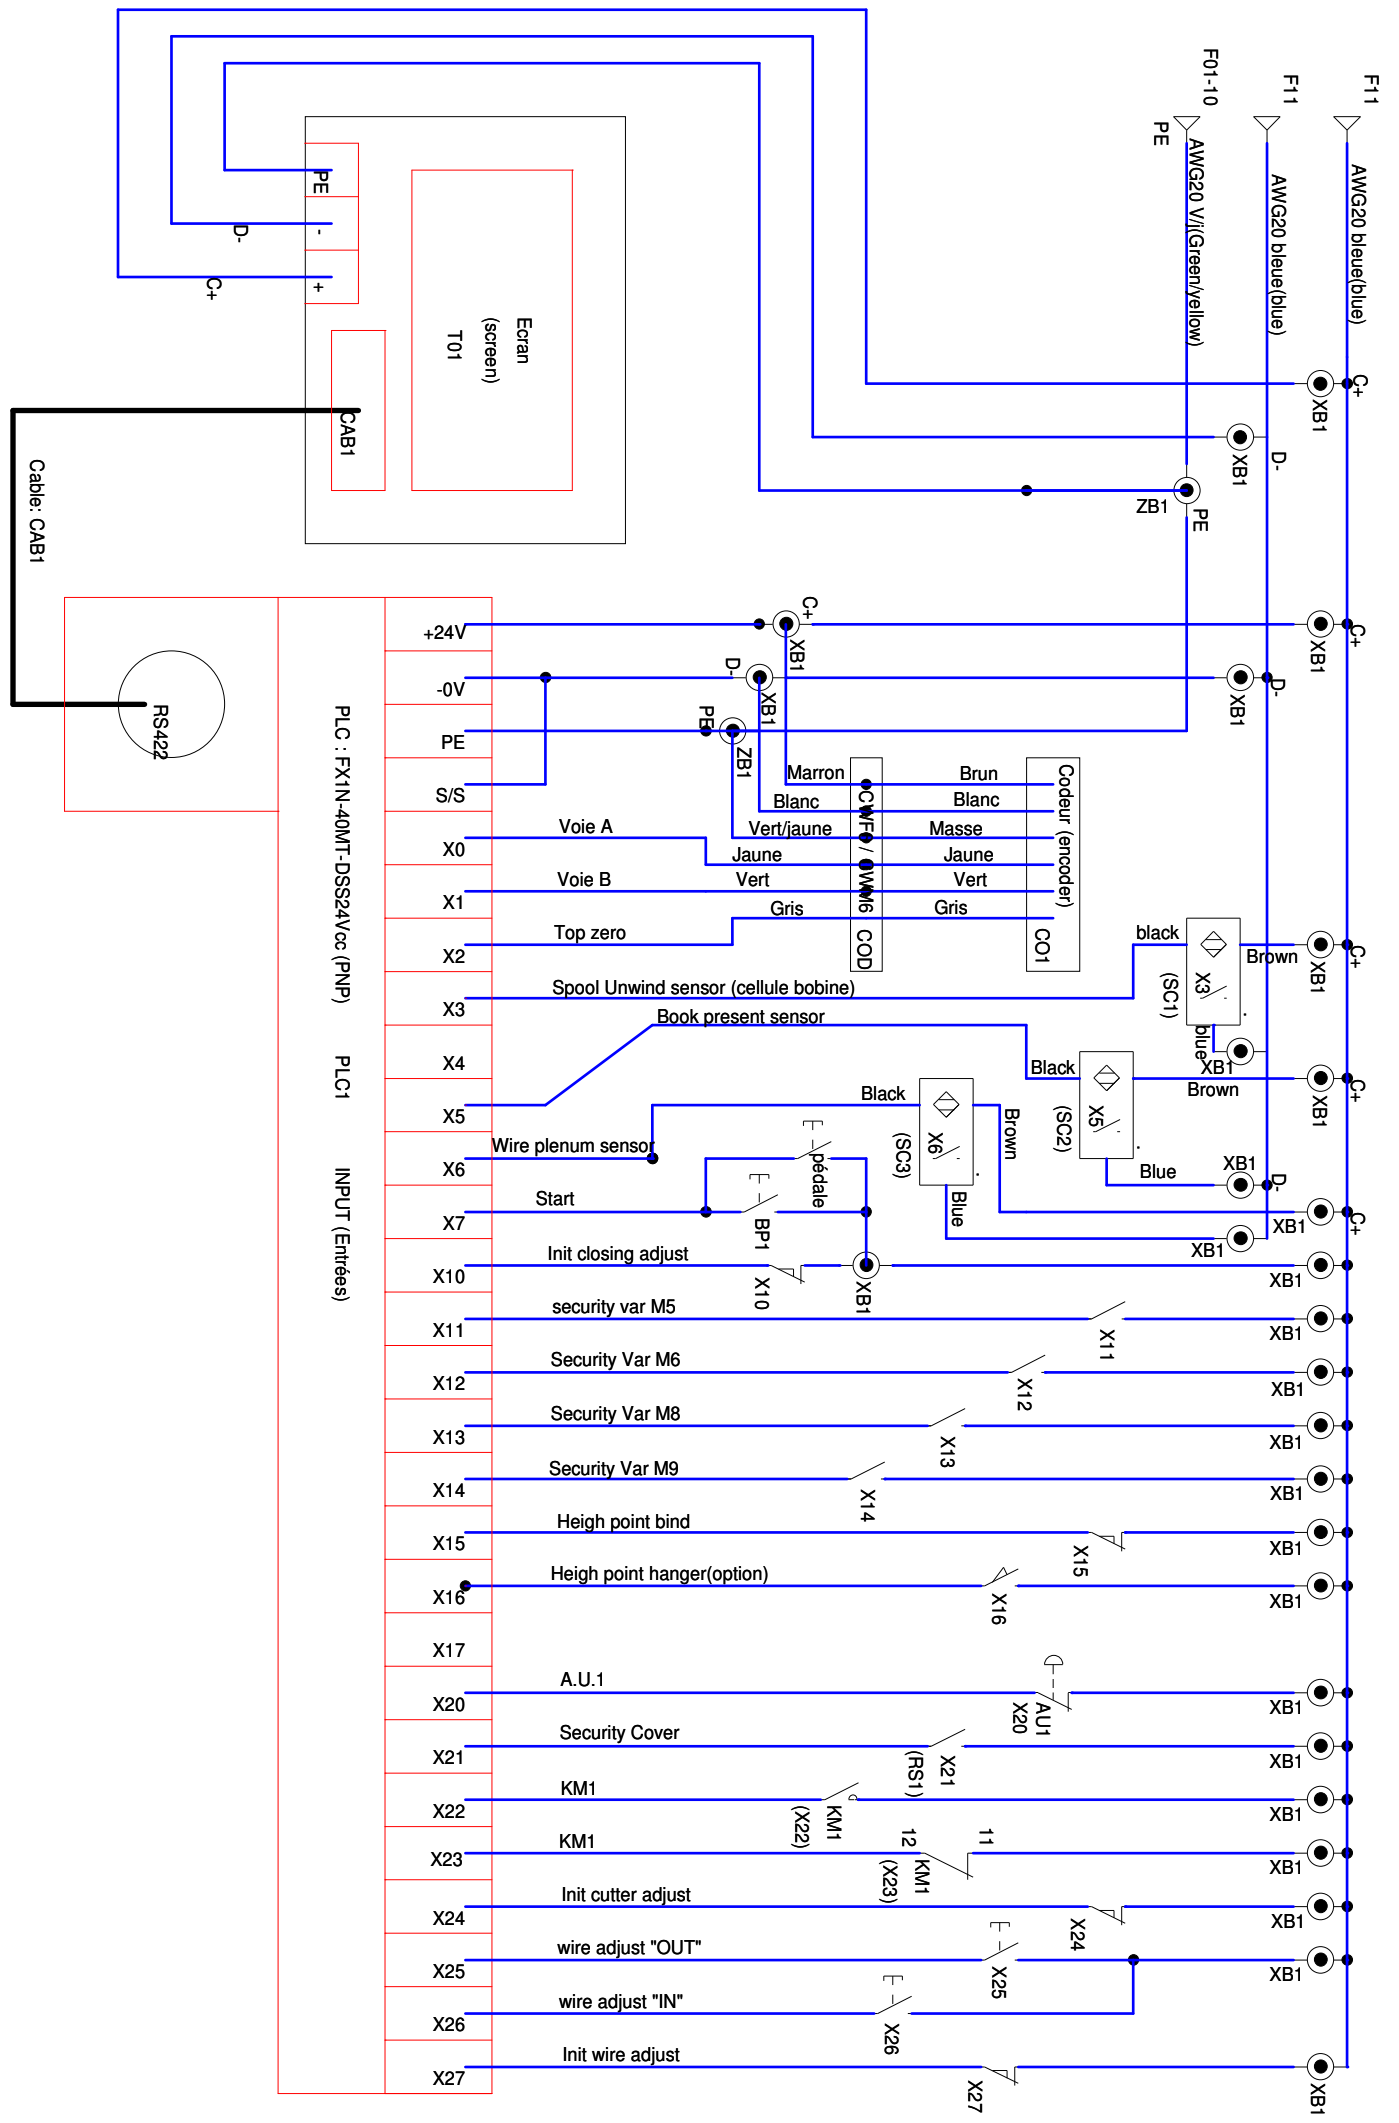 F01-10
F11
F11
PE
AWG20 V/j(Green/yellow)
AWG20 bleue(blue)
AWG20 bleue(blue)
PE
-
D-
+
C+
Ecran
(screen)
T01
CAB1
Cable: CAB1
C+
XB1
D-
XB1
ZB1
PE
RS422
PLC : FX1N-40MT-DSS24Vcc (PNP)
PLC1
INPUT (Entrées)
+24V
C+
XB1
XB1
C+
-0V
D-
XB1
XB1
D-
PE
PE
ZB1
S/S
Marron
Brun
Blanc
Blanc
Vert/jaune
Masse
X0
Voie A
Jaune
Jaune
X1
Voie B
Vert
Vert
Gris
Gris
COD
Codeur (encoder)
CO1
X2
Top zero
black
X3
(SC1)
Brown
XB1
C+
X3
Spool Unwind sensor (cellule bobine)
blue
XB1
Book present sensor
X4
X5
Black
X5
(SC2)
Brown
XB1
C+
Blue
XB1
D-
Black
X6
(SC3)
Brown
Blue
XB1
XB1
C+
X6
Wire plenum sensor
pédale
X7
Start
BP1
X10
Init closing adjust
X10
XB1
XB1
X11
security var M5
X11
XB1
X12
Security Var M6
X12
XB1
X13
Security Var M8
X13
XB1
X14
Security Var M9
X14
XB1
X15
Heigh point bind
X15
XB1
X16
Heigh point hanger(option)
X16
XB1
X17
X20
A.U.1
AU1
X20
XB1
X21
Security Cover
X21
(RS1)
XB1
X22
KM1
KM1
(X22)
XB1
X23
KM1
12
11
KM1
(X23)
XB1
X24
Init cutter adjust
X24
XB1
X25
wire adjust "OUT"
X25
XB1
X26
wire adjust "IN"
X26
X27
Init wire adjust
X27
XB1